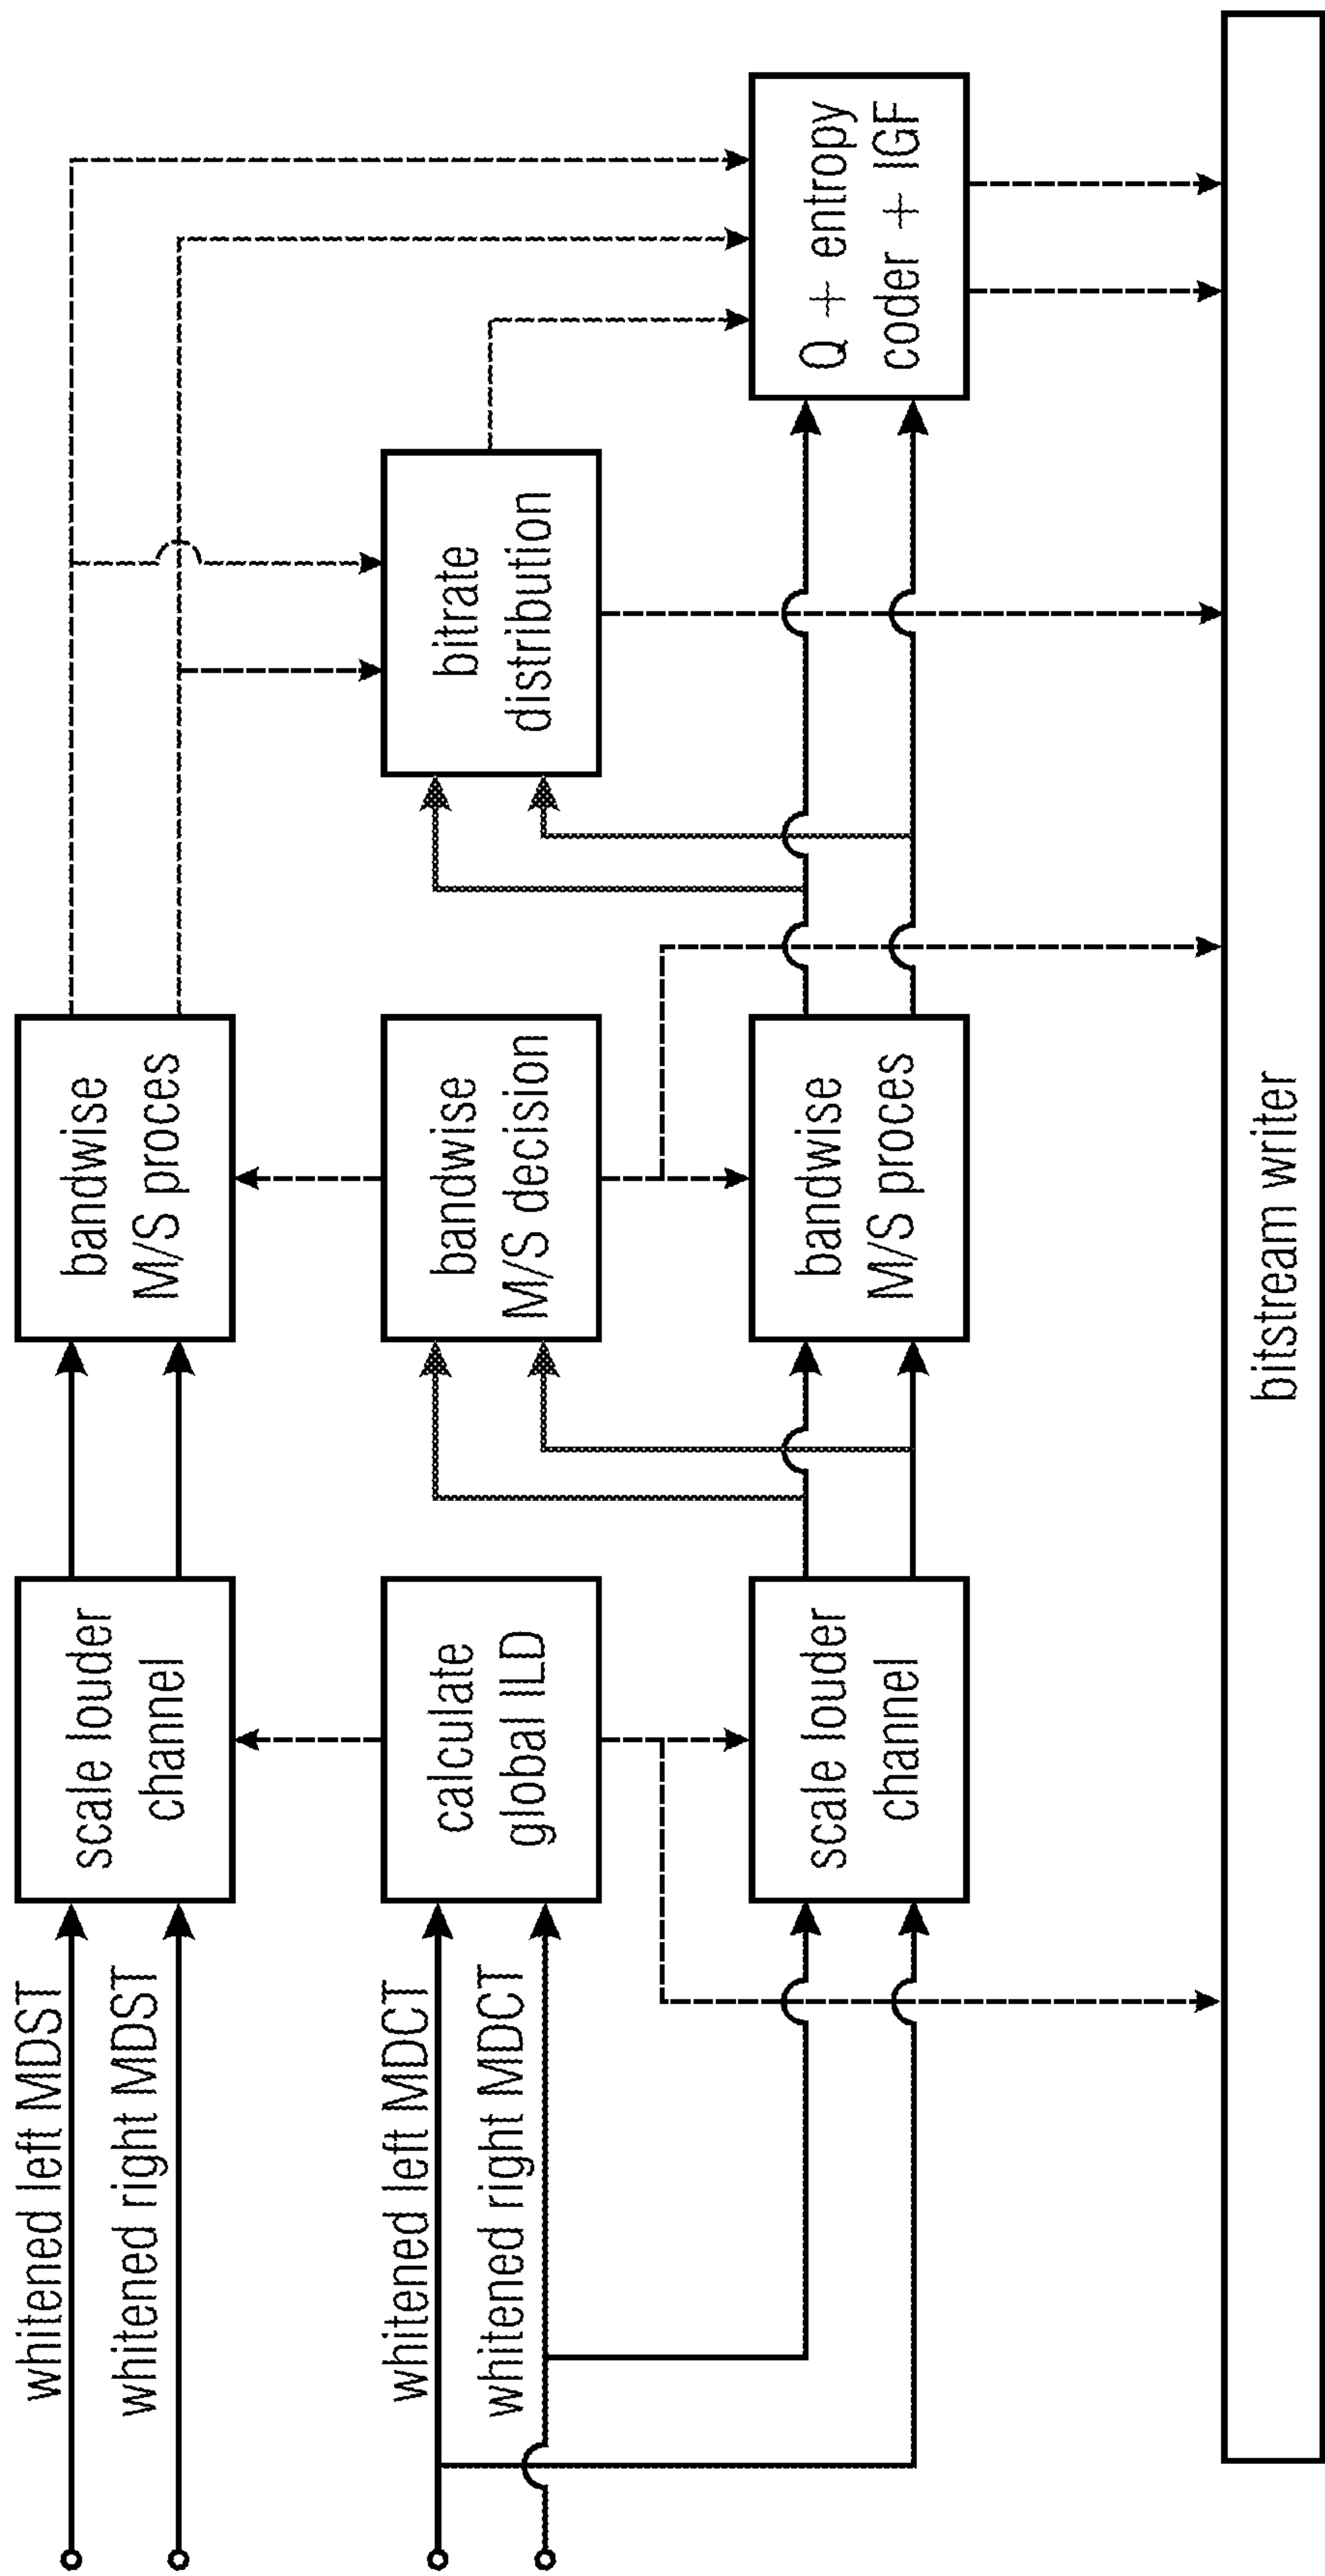 whitened left MDST
whitened right MDST
scale louder
channel
bandwise
M/S proces
whitened left MDCT
whitened right MDCT
calculate
global ILD
bandwise
M/S decision
bitrate
distribution
scale louder
channel
bandwise
M/S proces
Q + entropy
coder + IGF
bitstream writer